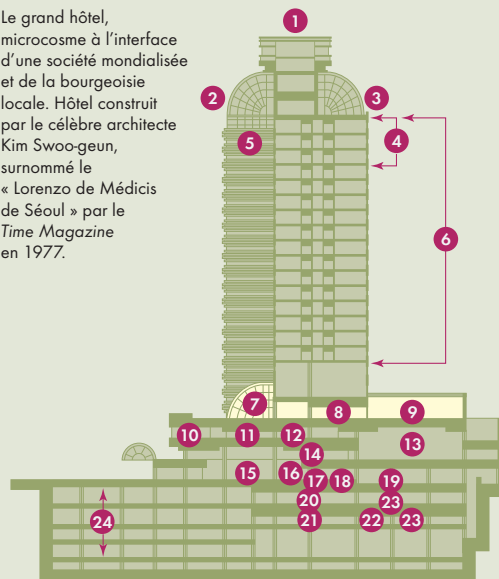 Le grand hôtel,
microcosme à l'interface
d'une société mondialisée
et de la bourgeoisie
locale. Hôtel construit
par le célèbre architecte
Kim Swoo-geun,
surnommé le
« Lorenzo de Médicis
de Séoul » par le
Time Magazine
en 1977.
1
2
3
4
5
6
7
8
9
10
11
12
13
14
15
16
17
18
19
20
23
21
22
23
24